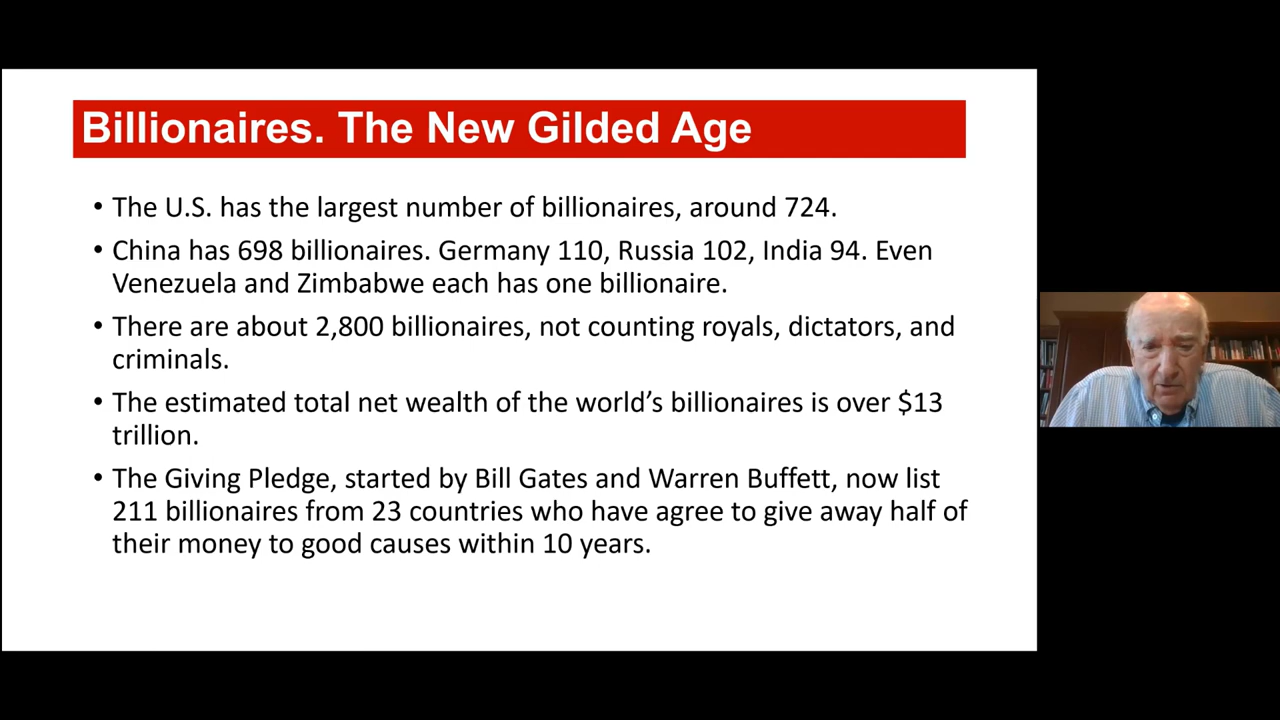 Billionaires. The New Gilded Age
• The U.S. has the largest number of billionaires, around 724.
• China has 698 billionaires. Germany 110, Russia 102, India 94. Even
Venezuela and Zimbabwe each has one billionaire.
• There are about 2,800 billionaires, not counting royals, dictators, and
criminals.
• The estimated total net wealth of the world's billionaires is over $13
trillion.
• The Giving Pledge, started by Bill Gates and Warren Buffett, now list
211 billionaires from 23 countries who have agree to give away half of
their money to good causes within 10 years.